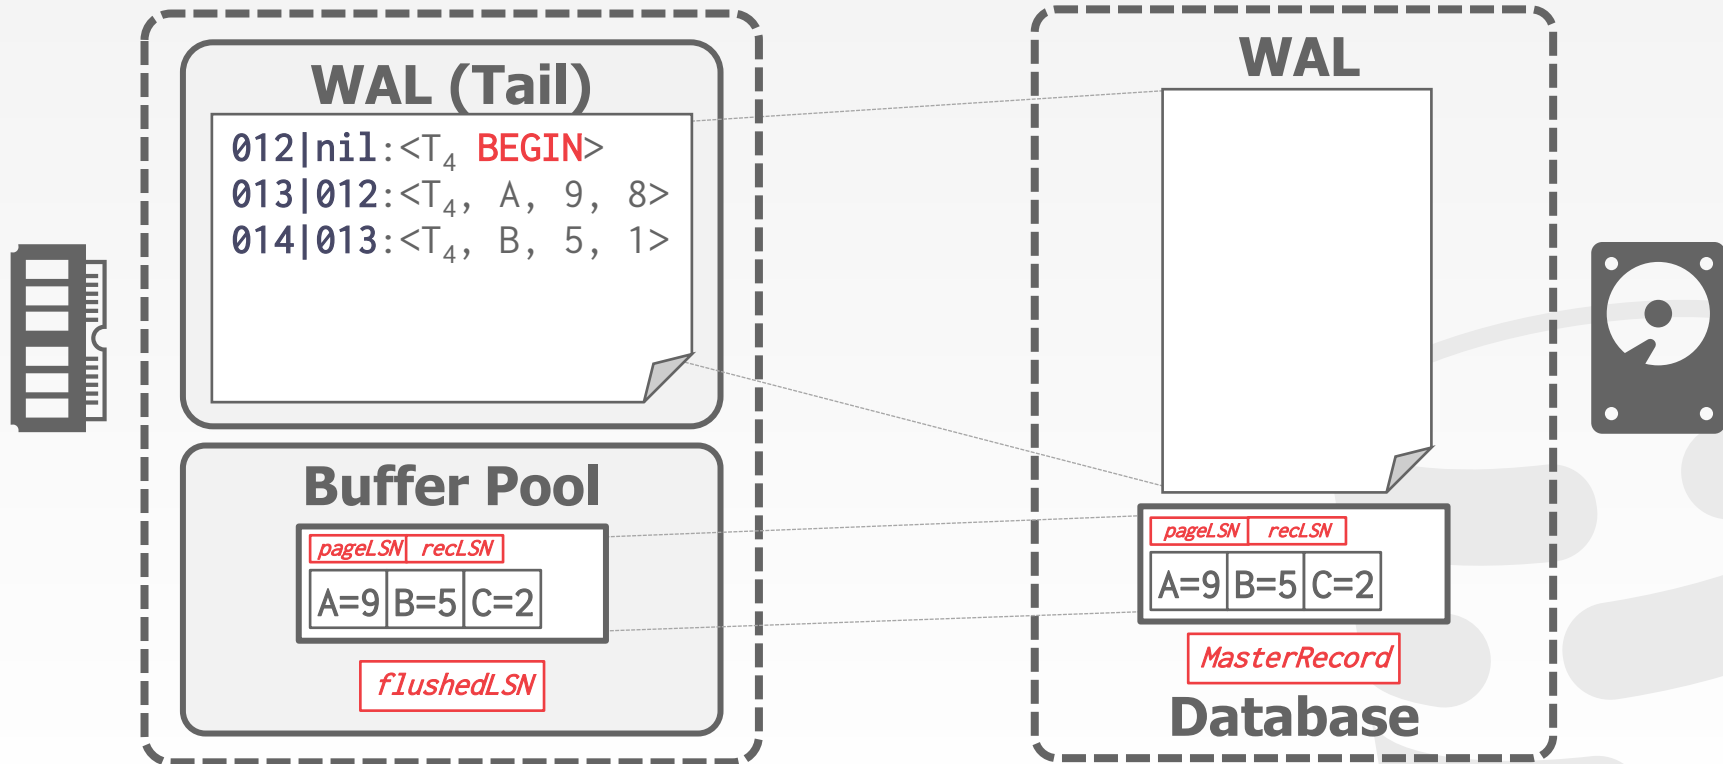 WAL (Tail)
012|nil:<T4 BEGIN>
013|012:<T4, A, 9, 8>
014|013:<T4, B, 5, 1>
Buffer Pool
pageLSN recLSN
A=9 B=5 C=2
flushedLSN
WAL
pageLSN recLSN
A=9 B=5 C=2
MasterRecord
Database